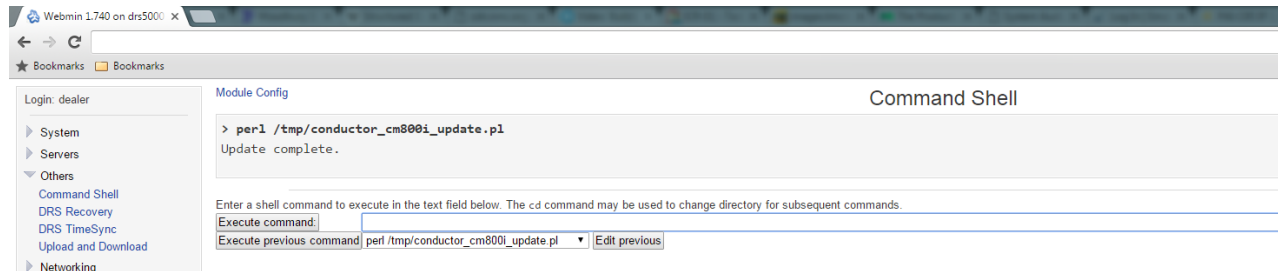 Webmin 1.740 on drs5000
Bookmarks Bookmarks
Login: dealer
System
Servers
Others
Command Shell
DRS Recovery
DRS TimeSync
Upload and Download
Networking
Module Config
Command Shell
> perl /tmp/conductor_cm800i_update.pl
Update complete.
Enter a shell command to execute in the text field below. The cd command may be used to change directory for subsequent commands.
Execute command:
Execute previous command perl /tmp/conductor_cm800i_update.pl Edit previous